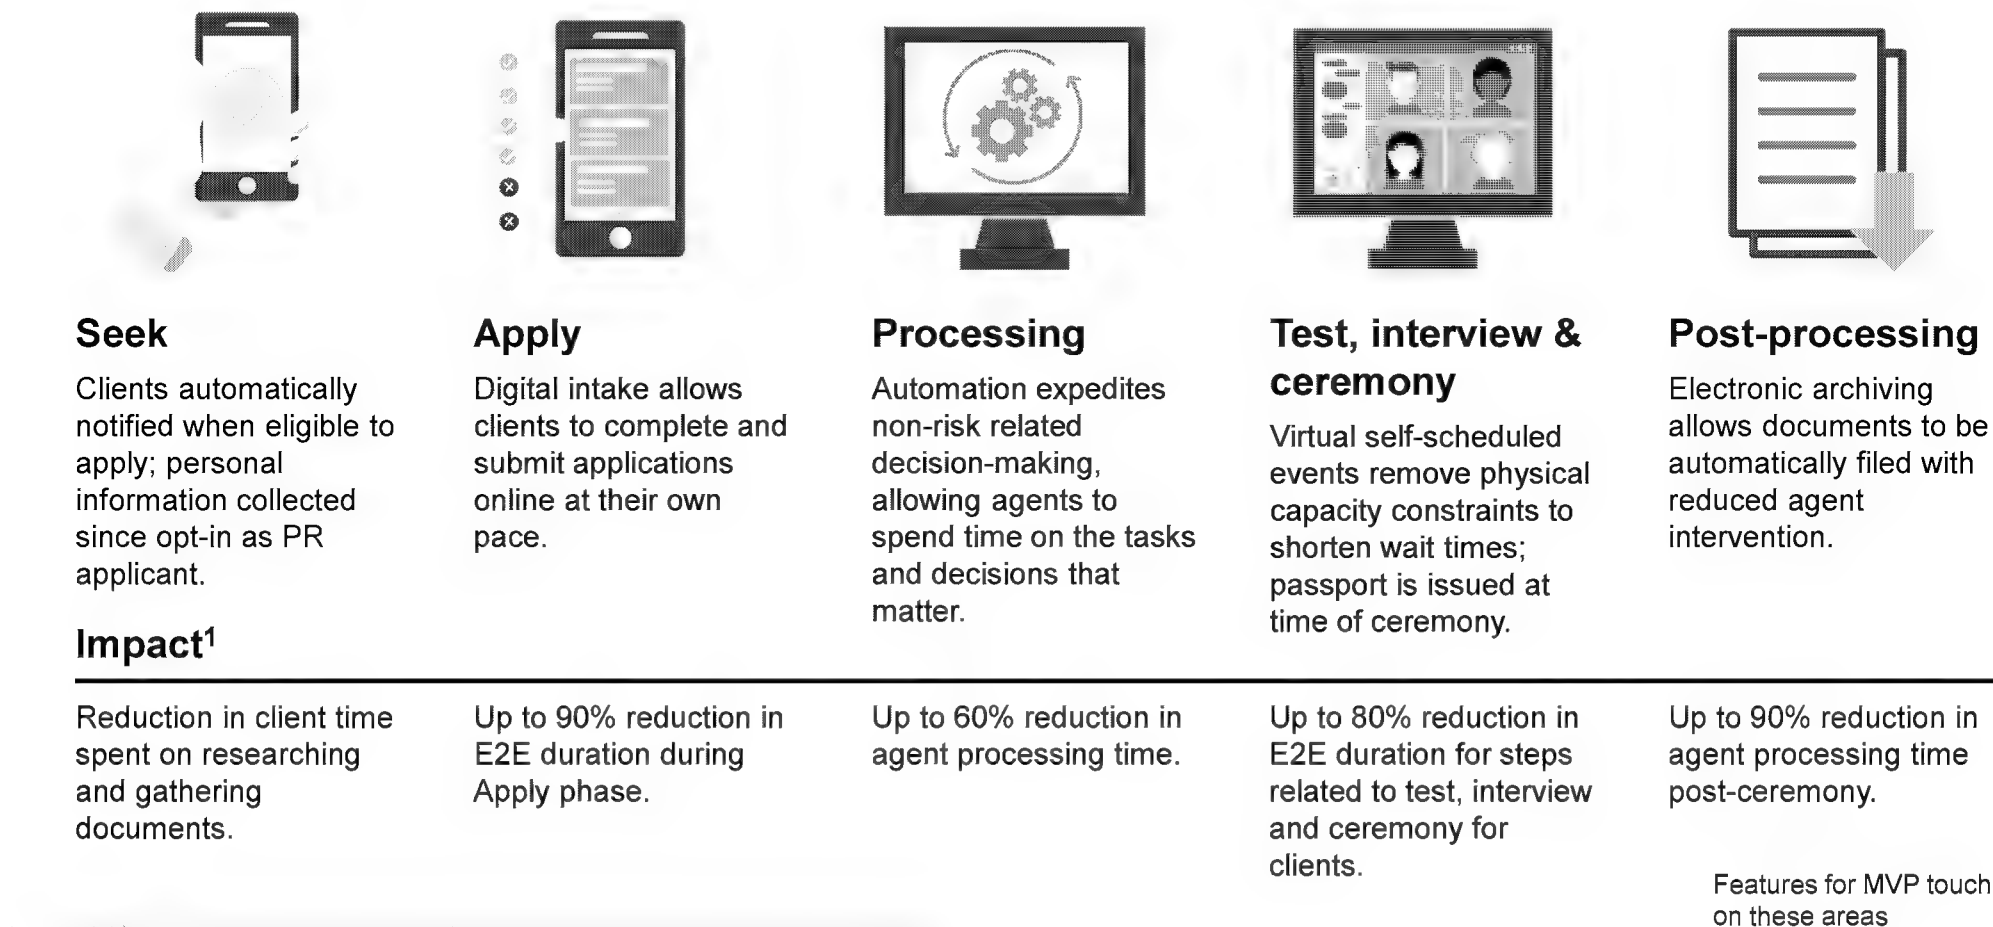 Seek
Clients automatically
notified when eligible to
apply; personal
information collected
since opt-in as PR
applicant.
Apply
Digital intake allows
clients to complete and
submit applications
online at their own
pace.
Processing
Automation expedites
non-risk related
decision-making,
allowing agents to
spend time on the tasks
and decisions that
matter.
Test, interview &
ceremony
Virtual self-scheduled
events remove physical
capacity constraints to
shorten wait times;
passport is issued at
time of ceremony.
Post-processing
Electronic archiving
allows documents to be
automatically filed with
reduced agent
intervention.
Impact¹
Reduction in client time
spent on researching
and gathering
documents.
Up to 90% reduction in
E2E duration during
Apply phase.
Up to 60% reduction in
agent processing time.
Up to 80% reduction in
E2E duration for steps
related to test, interview
and ceremony for
clients.
Up to 90% reduction in
agent processing time
post-ceremony.
Features for MVP touch
on these areas